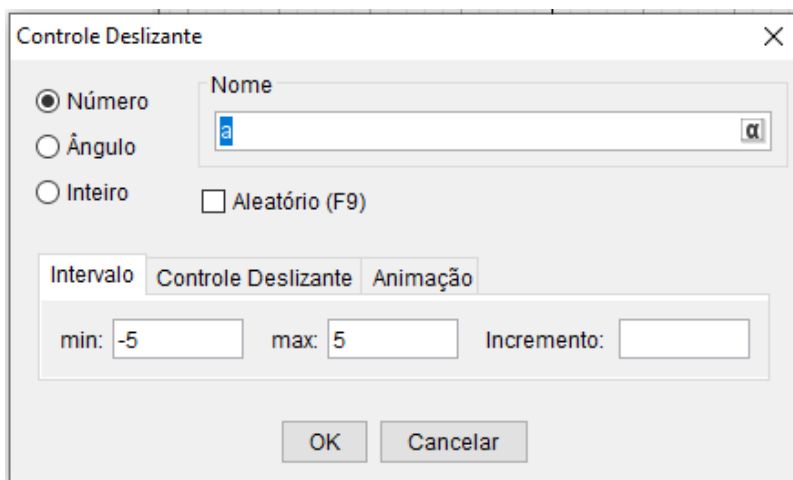 Controle Deslizante
Número
Ângulo
Inteiro
Nome
a
α
Aleatório (F9)
Intervalo Controle Deslizante Animação
min: -5 max: 5 Incremento:
OK Cancelar